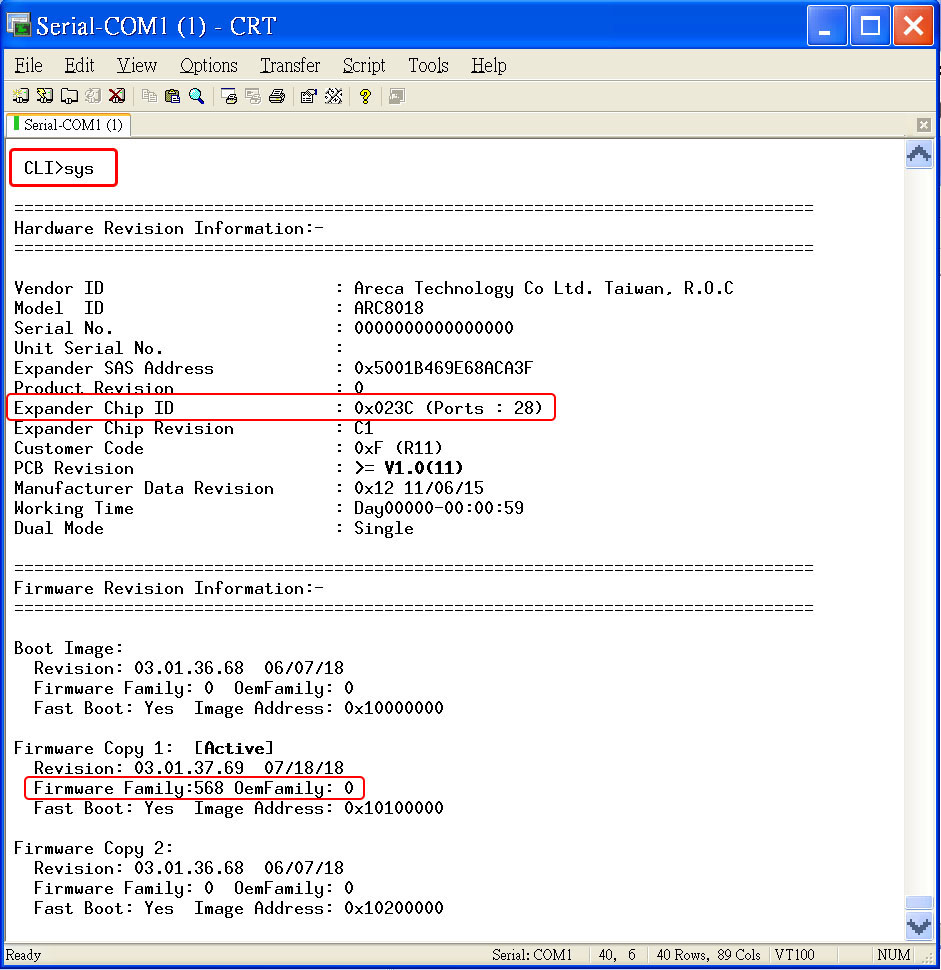 Serial-COM1 (1) - CRT
File Edit View Options Transfer Script Tools Help
Serial-COM1 (1)
CLI>sys
================================================================================
Hardware Revision Information:-
================================================================================
Vendor ID : Areca Technology Co Ltd. Taiwan, R.O.C
Model  ID : ARC8018
Serial No. : 0000000000000000
Unit Serial No. :
Expander SAS Address : 0x5001B469E68ACA3F
Product Revision : 0
Expander Chip ID : 0x023C (Ports : 28)
Expander Chip Revision : C1
Customer Code : 0xF (R11)
PCB Revision : >= V1.0(11)
Manufacturer Data Revision : 0x12 11/06/15
Working Time : Day00000-00:00:59
Dual Mode : Single
================================================================================
Firmware Revision Information:-
================================================================================
Boot Image:
Revision: 03.01.36.68  06/07/18
Firmware Family: 0  OemFamily: 0
Fast Boot: Yes  Image Address: 0x10000000
Firmware Copy 1:  [Active]
Revision: 03.01.37.69  07/18/18
Firmware Family:568 OemFamily: 0
Fast Boot: Yes  Image Address: 0x10100000
Firmware Copy 2:
Revision: 03.01.36.68  06/07/18
Firmware Family: 0  OemFamily: 0
Fast Boot: Yes  Image Address: 0x10200000
Ready Serial: COM1 40, 6 40 Rows, 89 Cols VT100 NUM